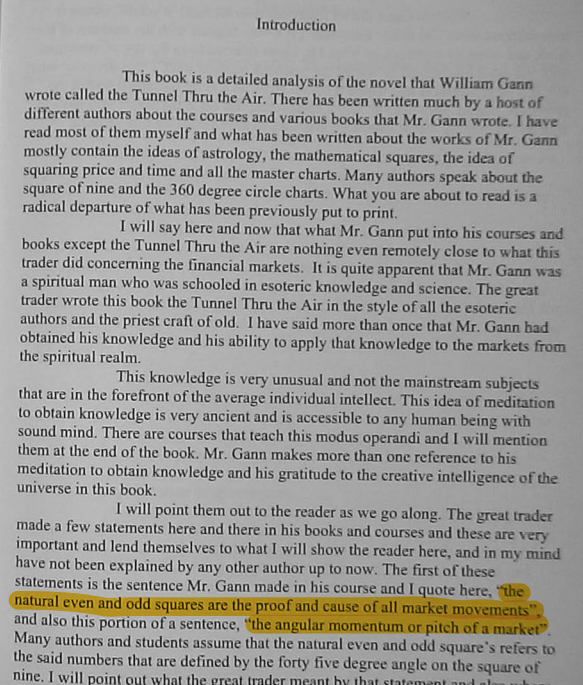 Introduction
This book is a detailed analysis of the novel that William Gann
wrote called the Tunnel Thru the Air. There has been written much by a host of
different authors about the courses and various books that Mr. Gann wrote. I have
read most of them myself and what has been written about the works of Mr. Gann
mostly contain the ideas of astrology, the mathematical squares, the idea of
squaring price and time and all the master charts. Many authors speak about the
square of nine and the 360 degree circle charts. What you are about to read is a
radical departure of what has been previously put to print.
I will say here and now that what Mr. Gann put into his courses and
books except the Tunnel Thru the Air are nothing even remotely close to what this
trader did concerning the financial markets. It is quite apparent that Mr. Gann was
a spiritual man who was schooled in esoteric knowledge and science. The great
trader wrote this book the Tunnel Thru the Air in the style of all the esoteric
authors and the priest craft of old. I have said more than once that Mr. Gann had
obtained his knowledge and his ability to apply that knowledge to the markets from
the spiritual realm.
This knowledge is very unusual and not the mainstream subjects
that are in the forefront of the average individual intellect. This idea of meditation
to obtain knowledge is very ancient and is accessible to any human being with
sound mind. There are courses that teach this modus operandi and I will mention
them at the end of the book. Mr. Gann makes more than one reference to his
meditation to obtain knowledge and his gratitude to the creative intelligence of the
universe in this book.
I will point them out to the reader as we go along. The great trader
made a few statements here and there in his books and courses and these are very
important and lend themselves to what I will show the reader here, and in my mind
have not been explained by any other author up to now. The first of these
statements is the sentence Mr. Gann made in his course and I quote here, "the
natural even and odd squares are the proof and cause of all market movements",
and also this portion of a sentence, "the angular momentum or pitch of a market".
Many authors and students assume that the natural even and odd square's refers to
the said numbers that are defined by the forty five degree angle on the square of
nine. I will point out what the great trader meant by that statement and also